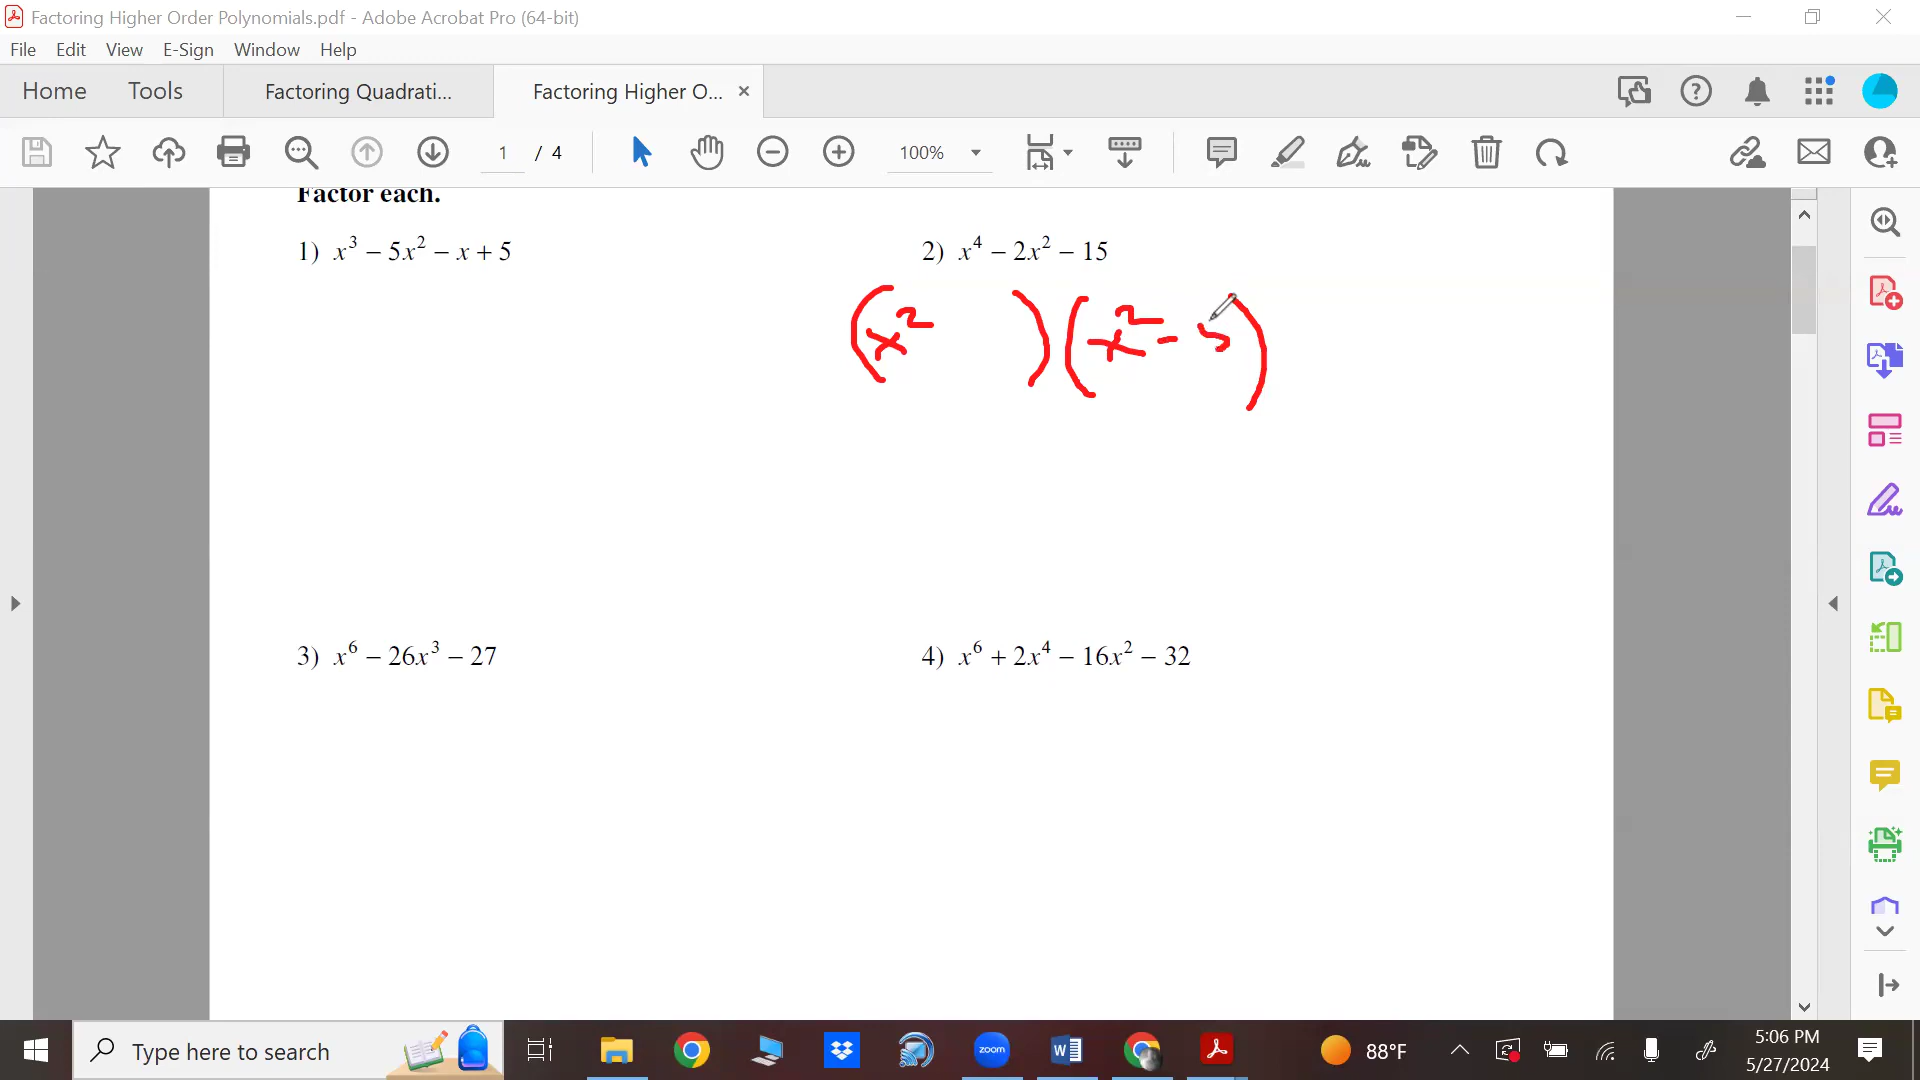 Factoring Higher Order Polynomials.pdf - Adobe Acrobat Pro (64-bit)
File Edit View E-Sign Window Help
Home Tools Factoring Quadrati... Factoring Higher O... ×
1 / 4 100%
Factor each.
1) x³ − 5x² − x + 5 2) x⁴ − 2x² − 15
(x² )(x² − 5)
3) x⁶ − 26x³ − 27 4) x⁶ + 2x⁴ − 16x² − 32
Type here to search zoom 88°F 5:06 PM
5/27/2024